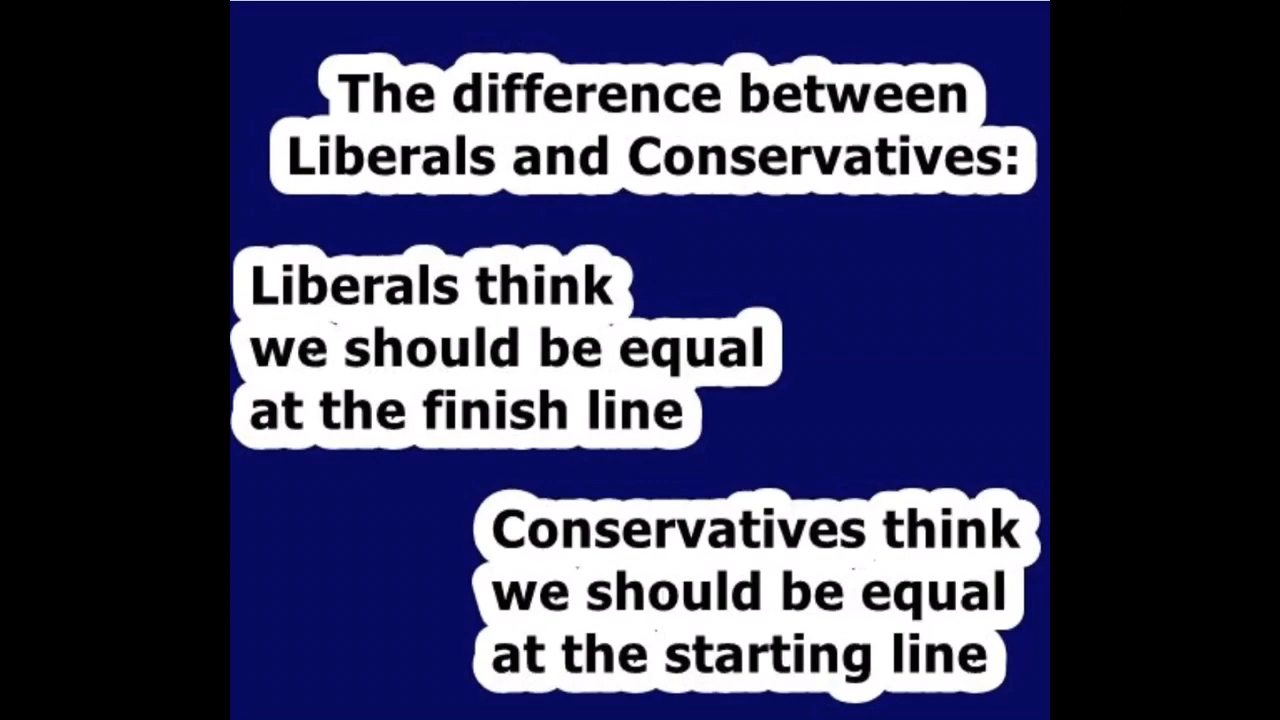 The difference between
Liberals and Conservatives:
Liberals think
we should be equal
at the finish line
Conservatives think
we should be equal
at the starting line